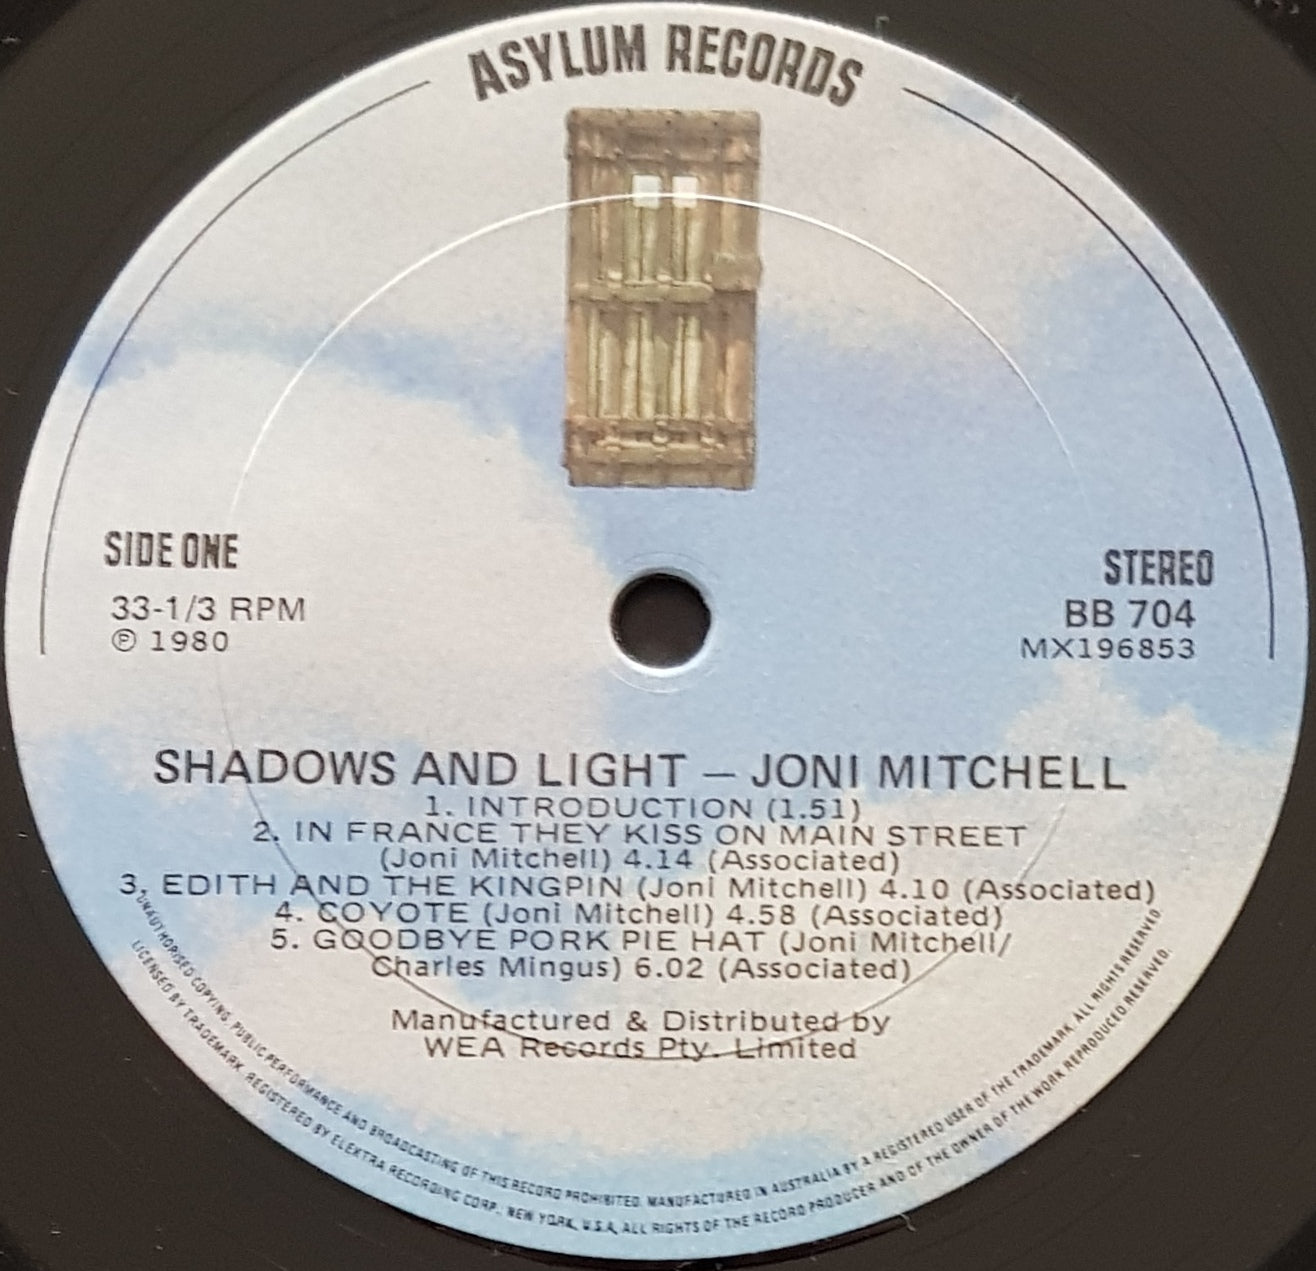 ASYLUM RECORDS
SIDE ONE
33-1/3 RPM
℗ 1980
STEREO
BB 704
MX196853
SHADOWS AND LIGHT – JONI MITCHELL
1. INTRODUCTION (1.51)
2. IN FRANCE THEY KISS ON MAIN STREET
(Joni Mitchell) 4.14 (Associated)
3. EDITH AND THE KINGPIN (Joni Mitchell) 4.10 (Associated)
4. COYOTE (Joni Mitchell) 4.58 (Associated)
5. GOODBYE PORK PIE HAT (Joni Mitchell/
Charles Mingus) 6.02 (Associated)
Manufactured & Distributed by
WEA Records Pty. Limited
UNAUTHORISED COPYING, PUBLIC PERFORMANCE AND BROADCASTING OF THIS RECORD PROHIBITED. MANUFACTURED IN AUSTRALIA BY A REGISTERED USER OF THE TRADEMARK. ALL RIGHTS RESERVED
LICENSED BY TRADEMARK. REGISTERED BY ELEKTRA RECORDING CORP., NEW YORK, U.S.A. ALL RIGHTS OF THE RECORD PRODUCER AND OF THE OWNER OF THE WORK REPRODUCED RESERVED.